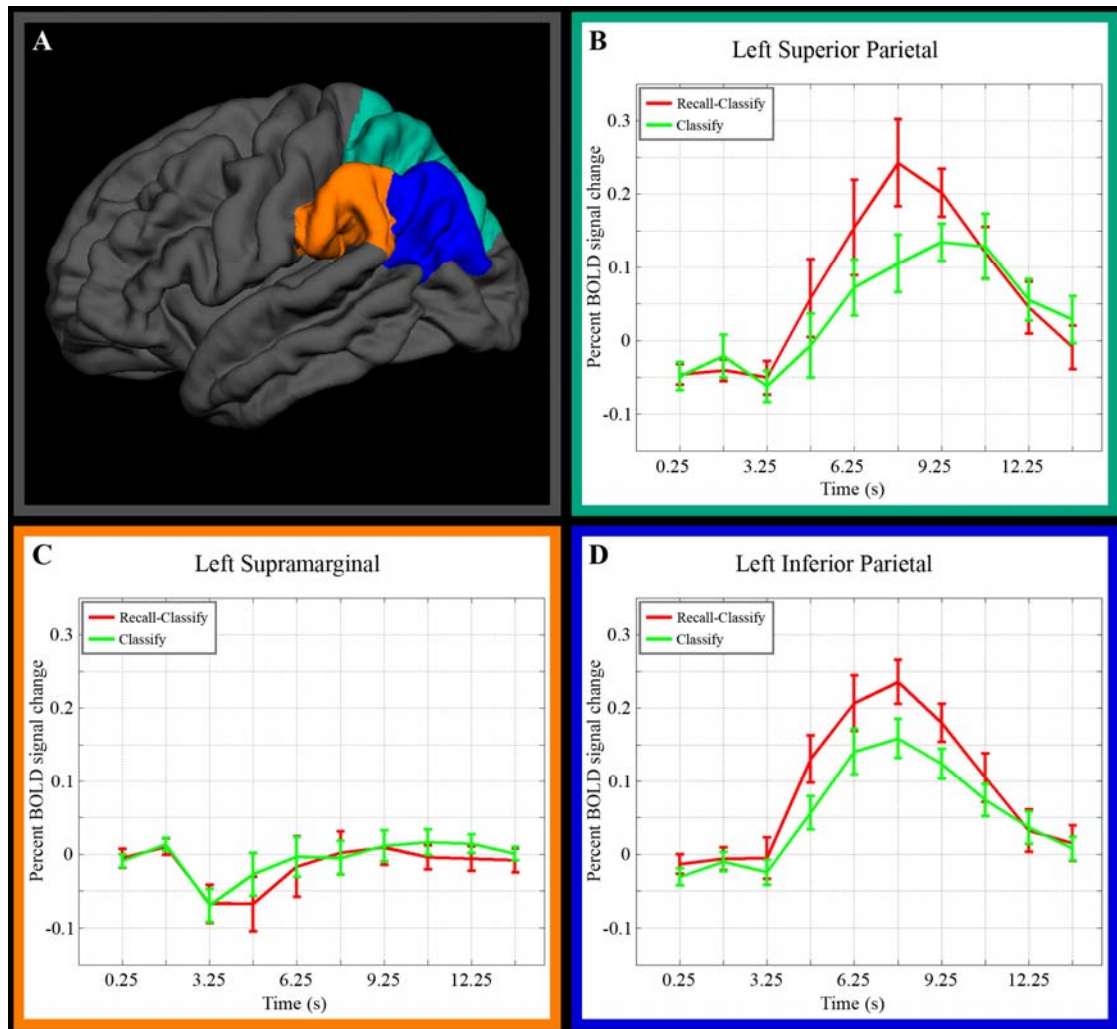 A
B
Left Superior Parietal
Recall-Classify
Classify
Percent BOLD signal change
0.3
0.2
0.1
0
-0.1
0.25
3.25
6.25
9.25
12.25
Time (s)
C
Left Supramarginal
Recall-Classify
Classify
Percent BOLD signal change
0.3
0.2
0.1
0
-0.1
0.25
3.25
6.25
9.25
12.25
Time (s)
D
Left Inferior Parietal
Recall-Classify
Classify
Percent BOLD signal change
0.3
0.2
0.1
0
-0.1
0.25
3.25
6.25
9.25
12.25
Time (s)